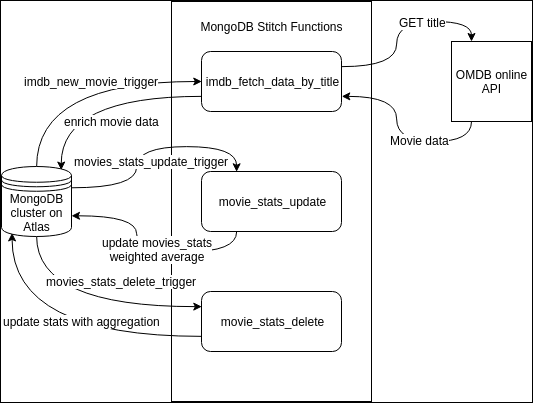 MongoDB Stitch Functions
GET title
imdb_new_movie_trigger
imdb_fetch_data_by_title
OMDB online
API
enrich movie data
Movie data
movies_stats_update_trigger
MongoDB
cluster on
Atlas
movie_stats_update
update movies_stats
weighted average
movies_stats_delete_trigger
update stats with aggregation
movie_stats_delete